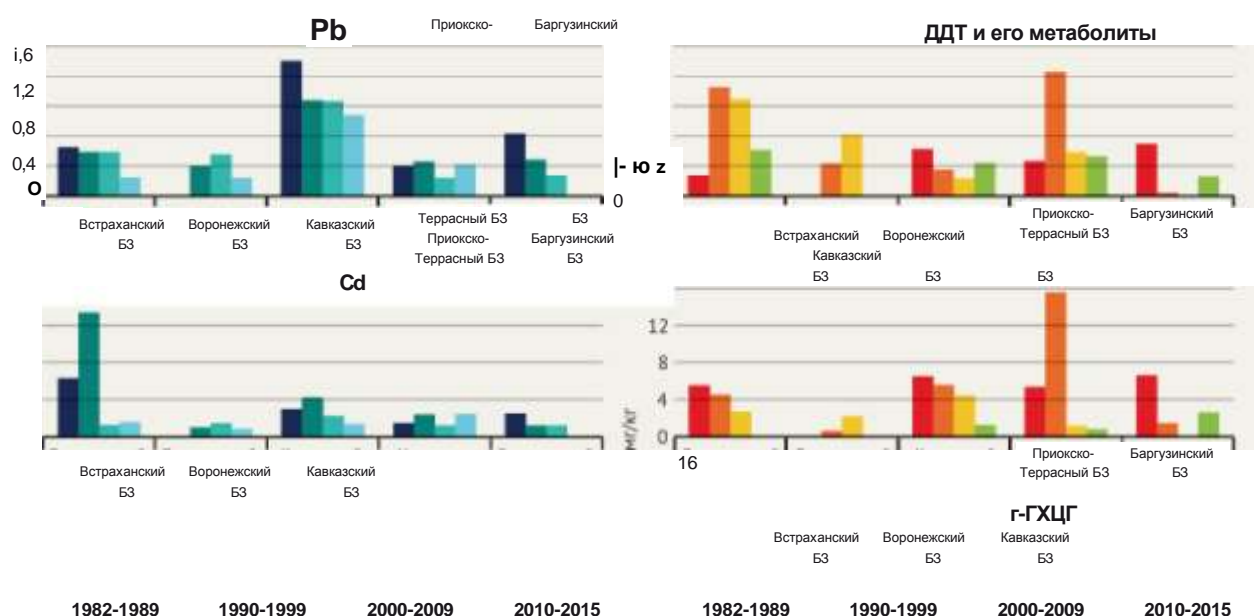 Pb
Приокско- Баргузинский
ДДТ и его метаболиты
і,6
1,2
0,8
0,4
О
|- ю z
0
Встраханский Воронежский Кавказский Террасный БЗ БЗ
БЗ БЗ БЗ Приокско- Баргузинский
Террасный БЗ БЗ
Приокско- Баргузинский
Встраханский Воронежский Террасный БЗ БЗ
Кавказский
БЗ БЗ БЗ
Cd
12
8
4
0
мг/кг
16
Встраханский Воронежский Кавказский
БЗ БЗ БЗ
Приокско- Баргузинский
Террасный БЗ БЗ
г-ГХЦГ
Встраханский Воронежский Кавказский
БЗ БЗ БЗ
1982-1989 1990-1999 2000-2009 2010-2015
1982-1989 1990-1999 2000-2009 2010-2015